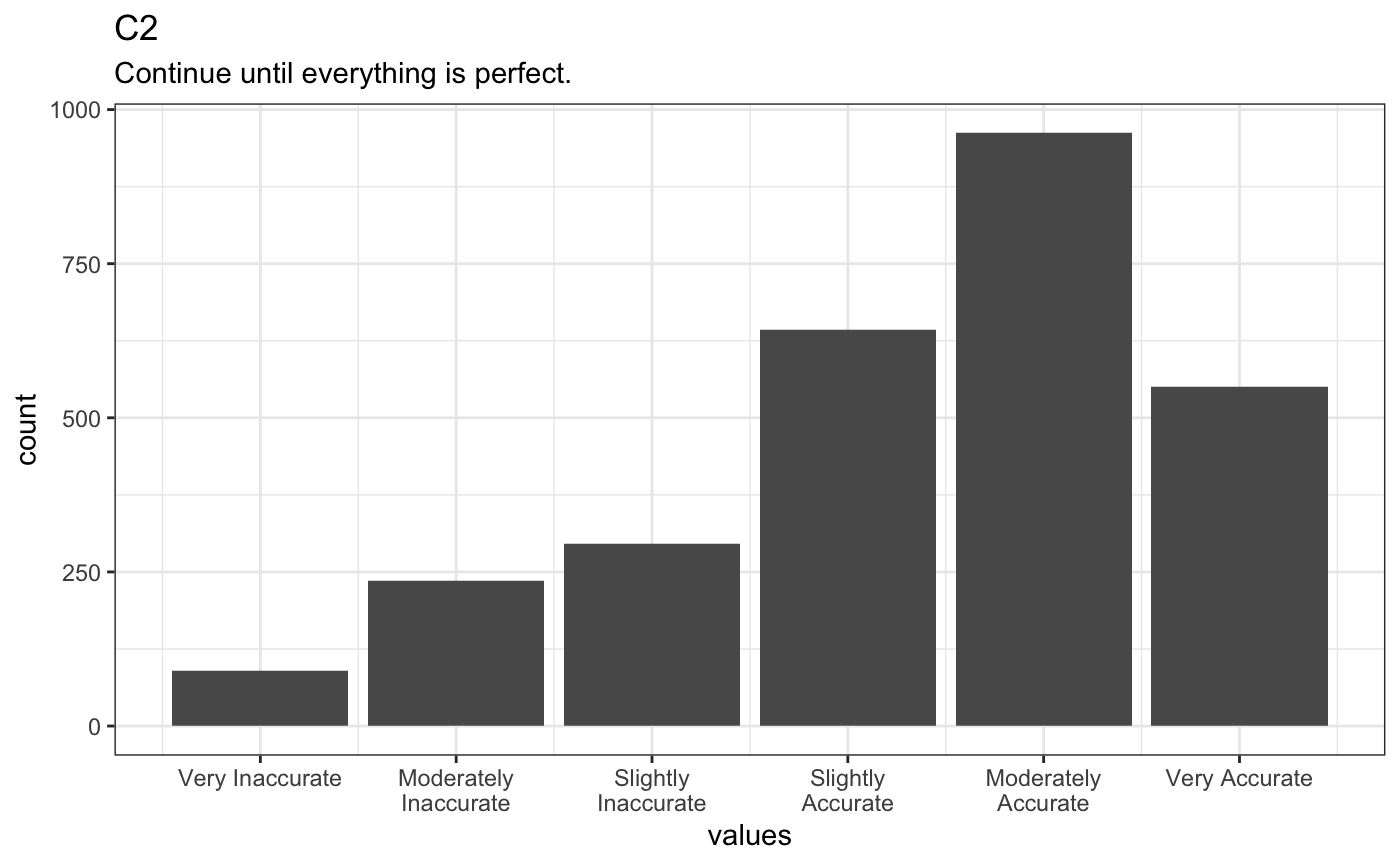 C2
Continue until everything is perfect.
1000
750
500
250
0
count
Very Inaccurate
Moderately
Inaccurate
Slightly
Inaccurate
Slightly
Accurate
Moderately
Accurate
Very Accurate
values